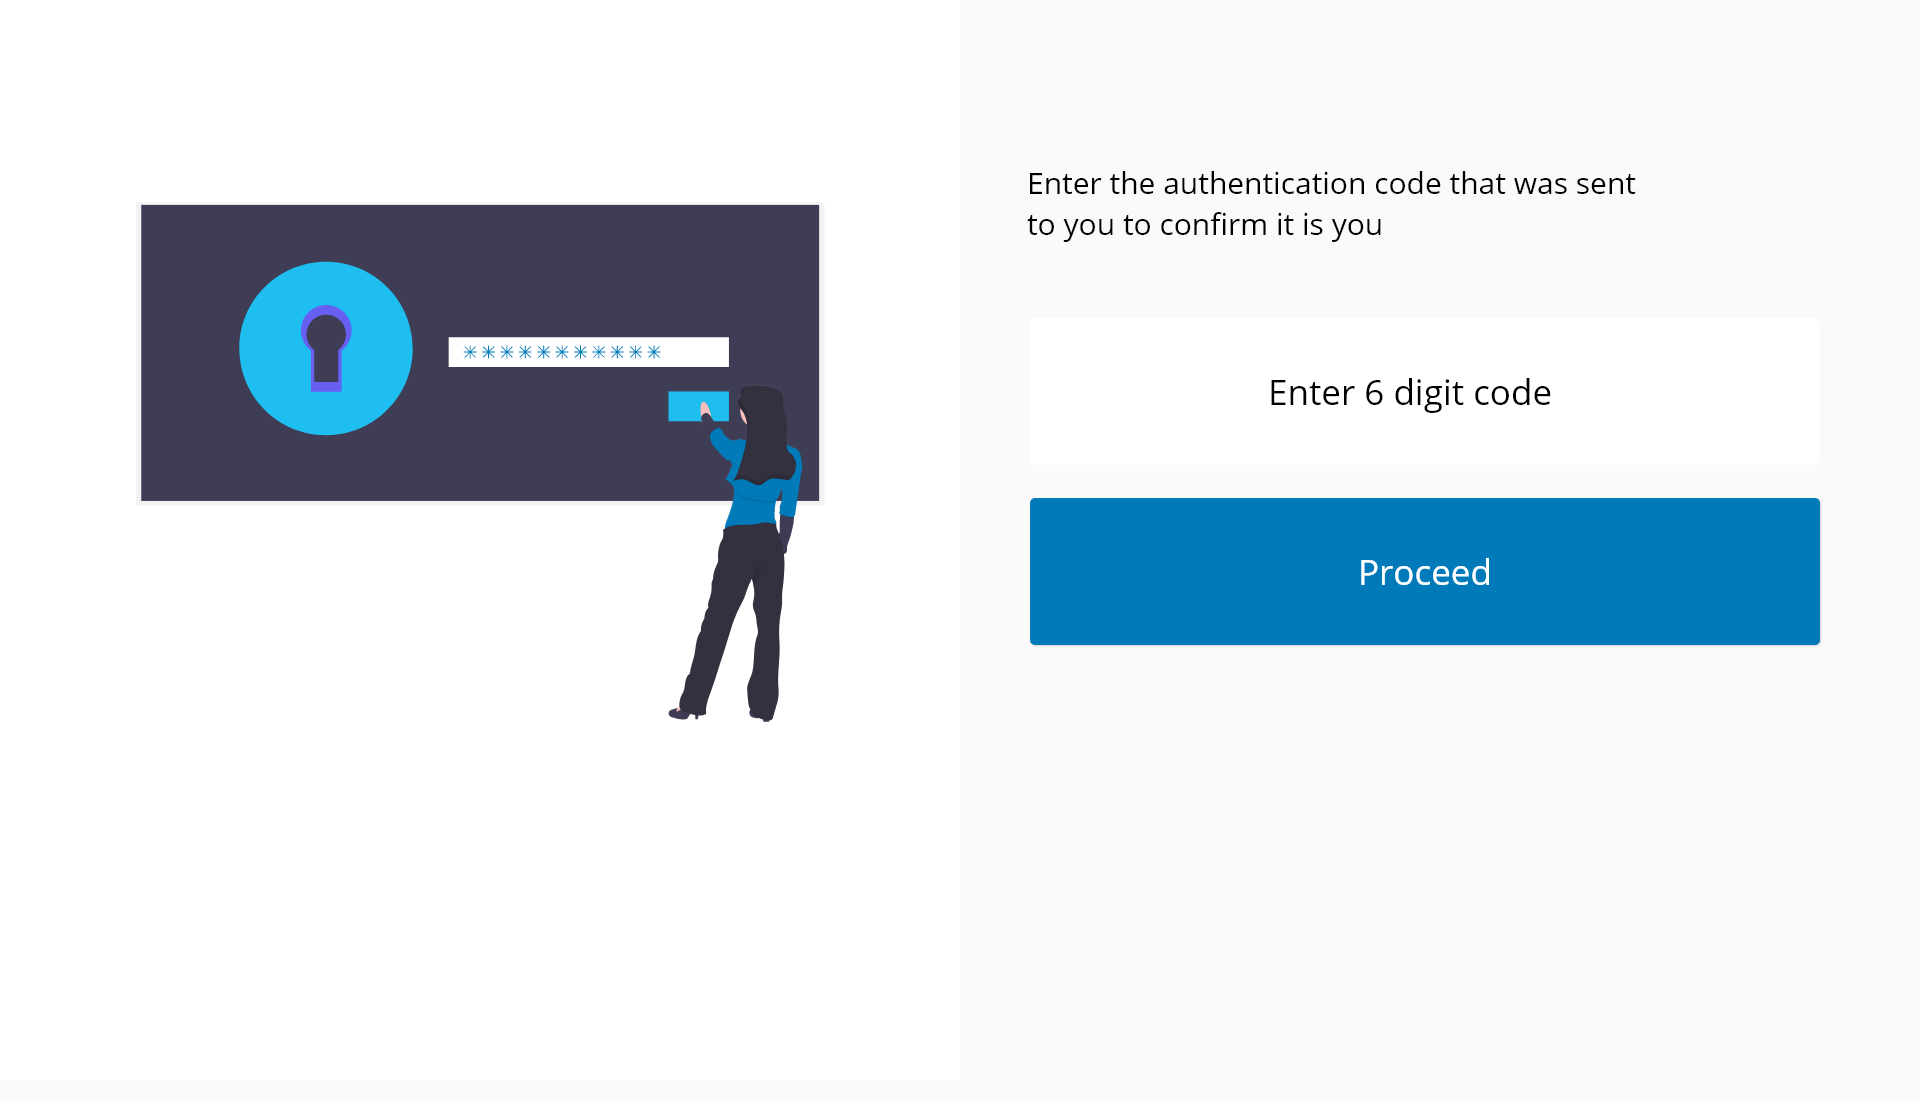 Enter the authentication code that was sent
to you to confirm it is you
***********
Enter 6 digit code
Proceed